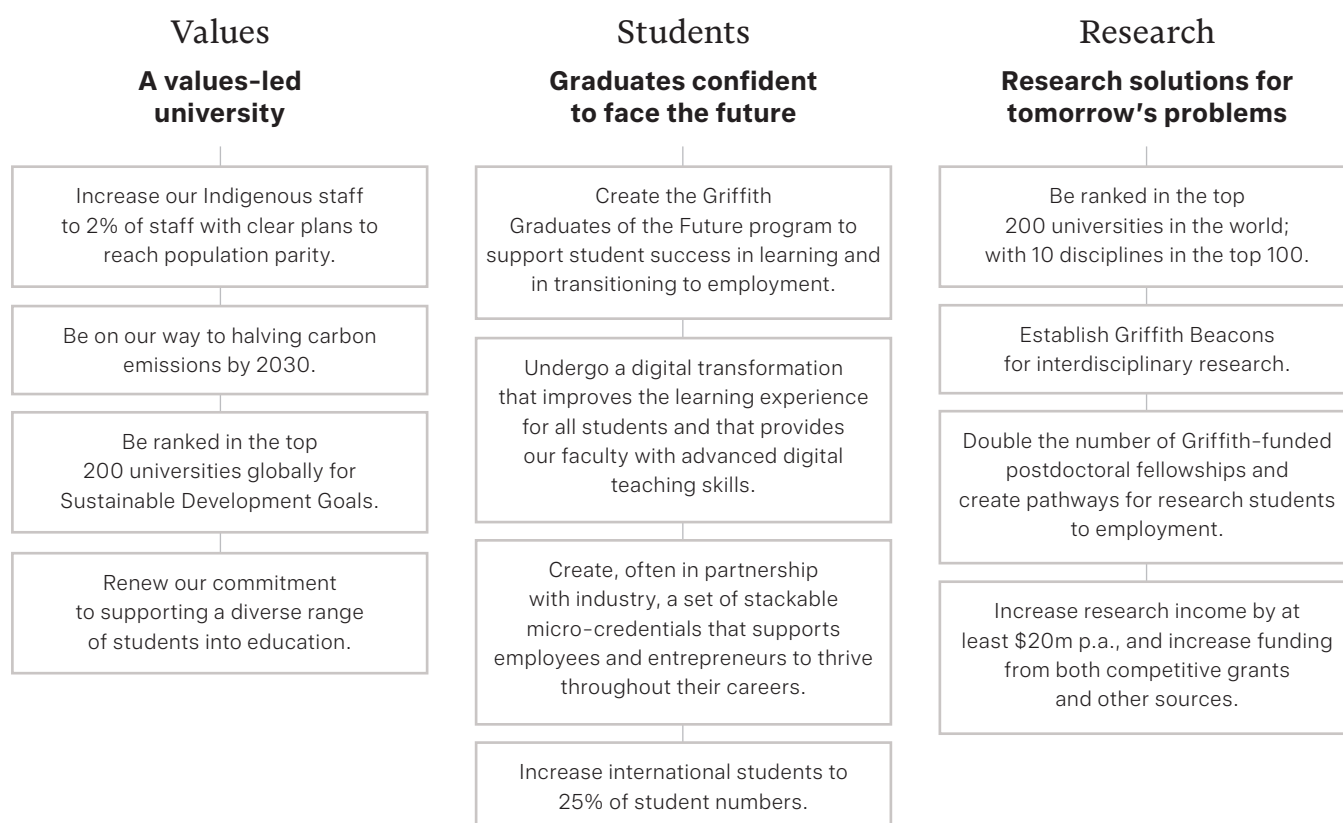 Values
A values-led
university
Increase our Indigenous staff
to 2% of staff with clear plans to
reach population parity.
Be on our way to halving carbon
emissions by 2030.
Be ranked in the top
200 universities globally for
Sustainable Development Goals.
Renew our commitment
to supporting a diverse range
of students into education.
Students
Graduates confident
to face the future
Create the Griffith
Graduates of the Future program to
support student success in learning and
in transitioning to employment.
Undergo a digital transformation
that improves the learning experience
for all students and that provides
our faculty with advanced digital
teaching skills.
Create, often in partnership
with industry, a set of stackable
micro-credentials that supports
employees and entrepreneurs to thrive
throughout their careers.
Increase international students to
25% of student numbers.
Research
Research solutions for
tomorrow's problems
Be ranked in the top
200 universities in the world;
with 10 disciplines in the top 100.
Establish Griffith Beacons
for interdisciplinary research.
Double the number of Griffith-funded
postdoctoral fellowships and
create pathways for research students
to employment.
Increase research income by at
least $20m p.a., and increase funding
from both competitive grants
and other sources.